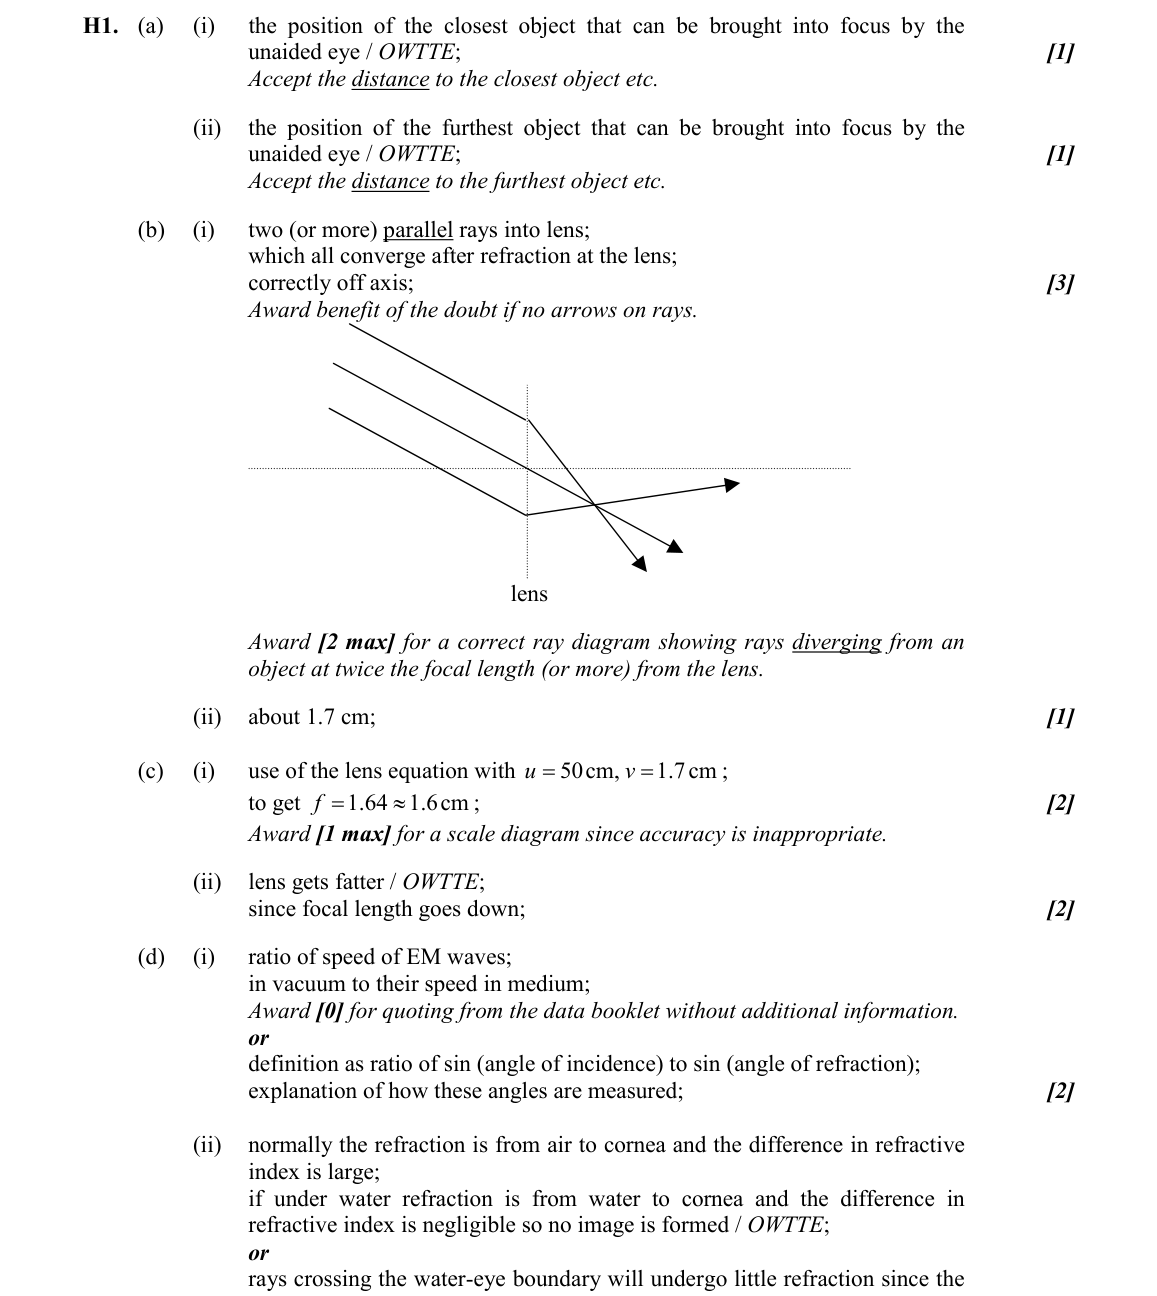 H1. (a) (i) the position of the closest object that can be brought into focus by the
unaided eye / OWTTE; [1]
Accept the distance to the closest object etc.
(ii) the position of the furthest object that can be brought into focus by the
unaided eye / OWTTE; [1]
Accept the distance to the furthest object etc.
(b) (i) two (or more) parallel rays into lens;
which all converge after refraction at the lens;
correctly off axis; [3]
Award benefit of the doubt if no arrows on rays.
lens
Award [2 max] for a correct ray diagram showing rays diverging from an
object at twice the focal length (or more) from the lens.
(ii) about 1.7 cm; [1]
(c) (i) use of the lens equation with u = 50 cm, v = 1.7 cm ;
to get f = 1.64 ≈ 1.6 cm ; [2]
Award [1 max] for a scale diagram since accuracy is inappropriate.
(ii) lens gets fatter / OWTTE;
since focal length goes down; [2]
(d) (i) ratio of speed of EM waves;
in vacuum to their speed in medium;
Award [0] for quoting from the data booklet without additional information.
or
definition as ratio of sin (angle of incidence) to sin (angle of refraction);
explanation of how these angles are measured; [2]
(ii) normally the refraction is from air to cornea and the difference in refractive
index is large;
if under water refraction is from water to cornea and the difference in
refractive index is negligible so no image is formed / OWTTE;
or
rays crossing the water-eye boundary will undergo little refraction since the